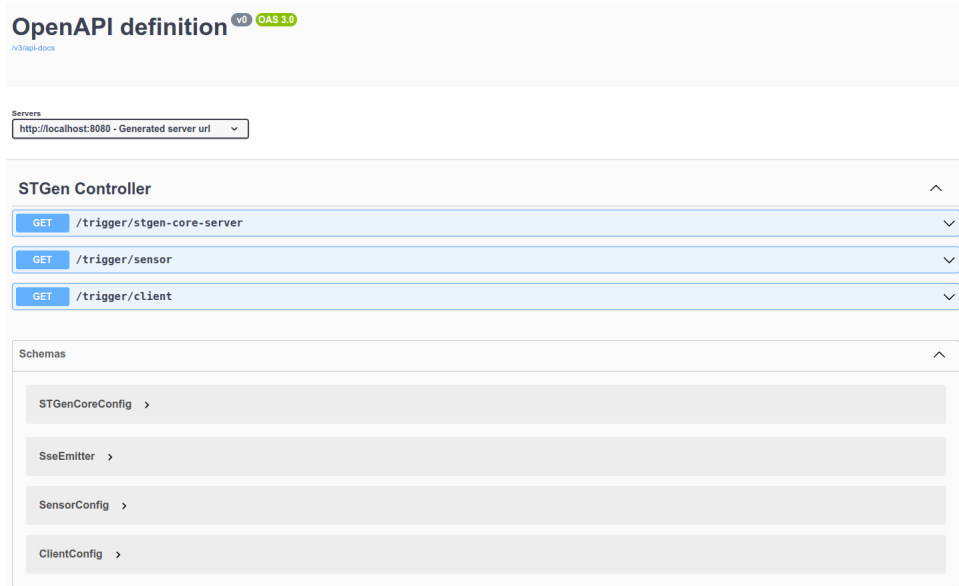 OpenAPI definition v0 OAS 3.0
/v3/api-docs
Servers
http://localhost:8080 - Generated server url
STGen Controller
GET /trigger/stgen-core-server
GET /trigger/sensor
GET /trigger/client
Schemas
STGenCoreConfig
SseEmitter
SensorConfig
ClientConfig